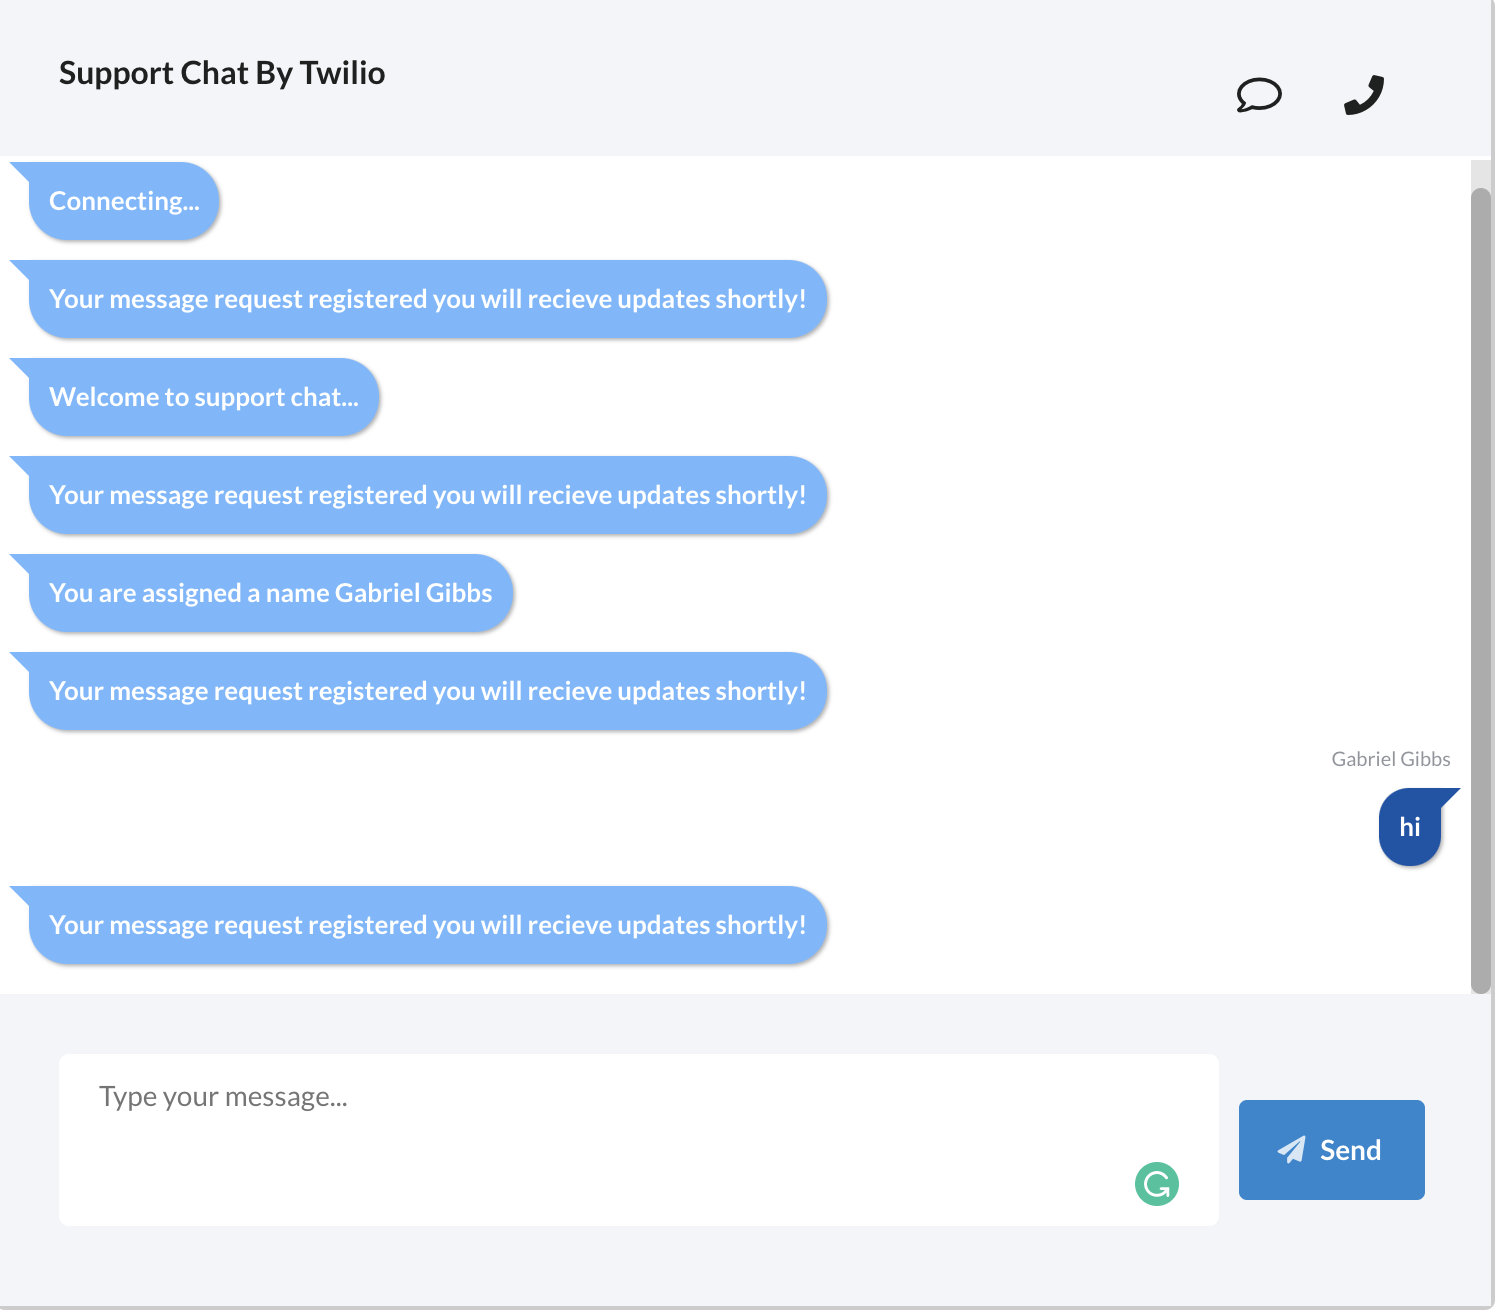 Support Chat By Twilio
Connecting...
Your message request registered you will recieve updates shortly!
Welcome to support chat...
Your message request registered you will recieve updates shortly!
You are assigned a name Gabriel Gibbs
Your message request registered you will recieve updates shortly!
Gabriel Gibbs
hi
Your message request registered you will recieve updates shortly!
Type your message...
Send